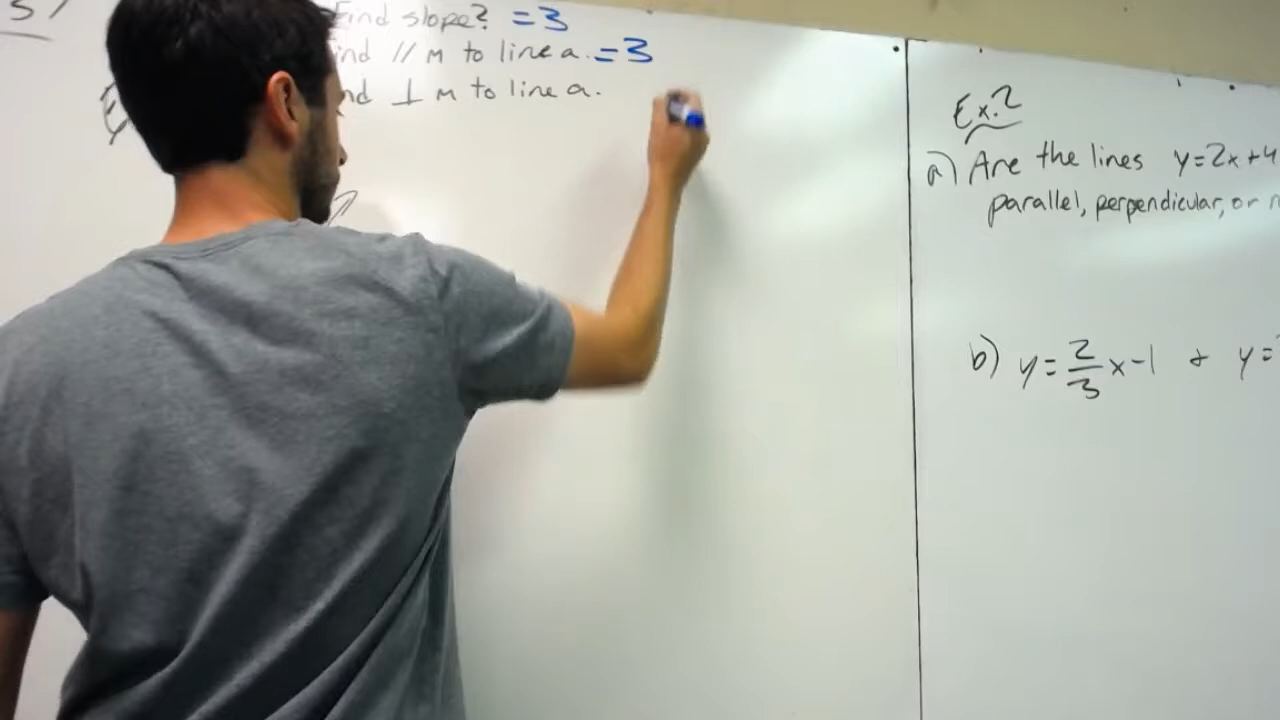 Find slope? = 3
ind // m to line a. = 3
nd ⊥ m to line a.
Ex. 2
a) Are the lines y=2x+4
parallel, perpendicular, or n
b) y=2/3x-1 + y=